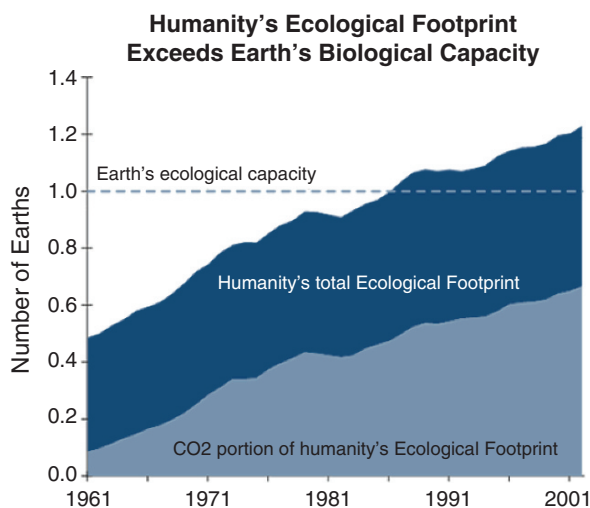 Humanity’s Ecological Footprint
Exceeds Earth’s Biological Capacity
1.4
1.2
Earth’s ecological capacity
1.0
0.8
Humanity’s total Ecological Footprint
0.6
0.4
0.2
CO2 portion of humanity’s Ecological Footprint
0.0
Number of Earths
1961 1971 1981 1991 2001